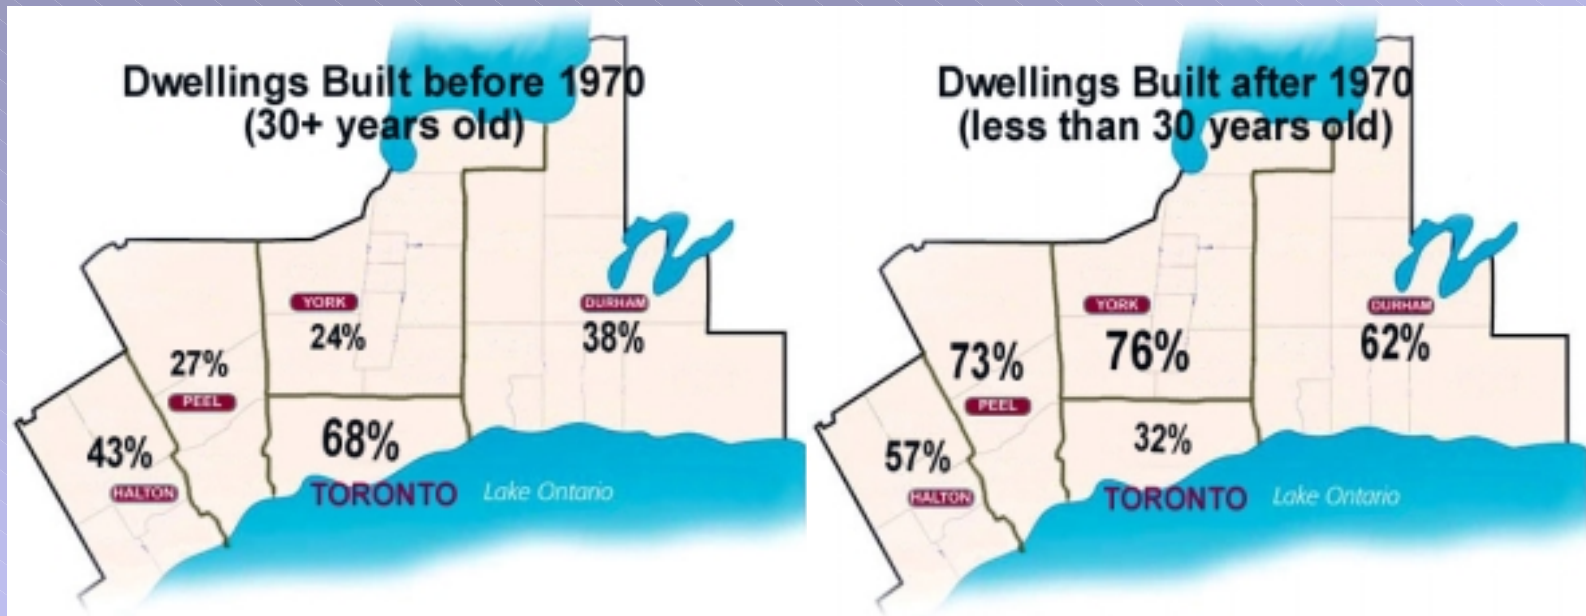 Dwellings Built before 1970
(30+ years old)
YORK
24%
DURHAM
38%
27%
PEEL
43%
HALTON
68%
TORONTO
Lake Ontario
Dwellings Built after 1970
(less than 30 years old)
YORK
76%
DURHAM
62%
73%
PEEL
57%
HALTON
32%
TORONTO
Lake Ontario